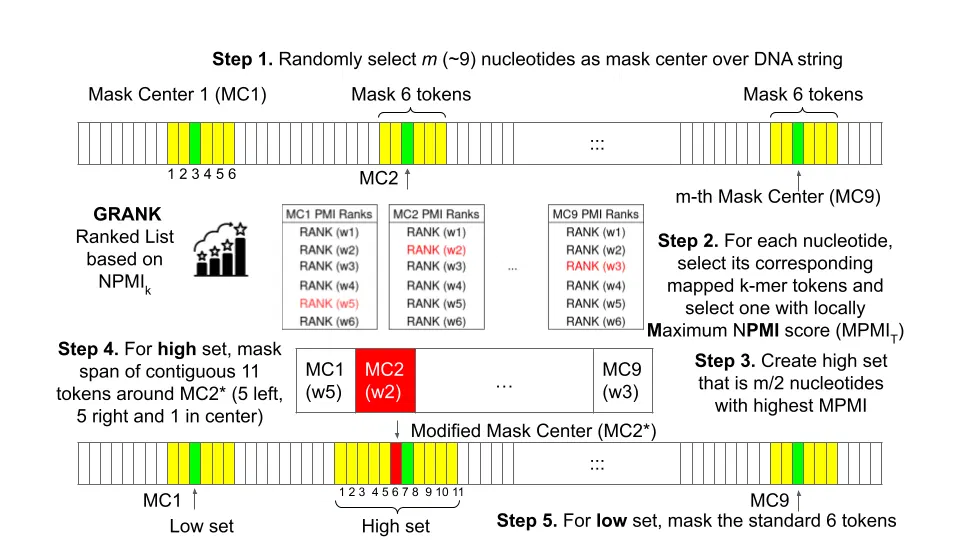 Step 1. Randomly select m (~9) nucleotides as mask center over DNA string
Mask Center 1 (MC1)
Mask 6 tokens
Mask 6 tokens
:::
1 2 3 4 5 6
MC2
m-th Mask Center (MC9)
GRANK
Ranked List
based on
NPMIk
MC1 PMI Ranks
RANK (w1)
RANK (w2)
RANK (w3)
RANK (w4)
RANK (w5)
RANK (w6)
MC2 PMI Ranks
RANK (w1)
RANK (w2)
RANK (w3)
RANK (w4)
RANK (w5)
RANK (w6)
...
MC9 PMI Ranks
RANK (w1)
RANK (w2)
RANK (w3)
RANK (w4)
RANK (w5)
RANK (w6)
Step 2. For each nucleotide,
select its corresponding
mapped k-mer tokens and
select one with locally
Maximum NPMI score (MPMIT)
Step 4. For high set, mask
span of contiguous 11
tokens around MC2* (5 left,
5 right and 1 in center)
MC1
(w5)
MC2
(w2)
...
MC9
(w3)
Step 3. Create high set
that is m/2 nucleotides
with highest MPMI
Modified Mask Center (MC2*)
:::
1 2 3 4 5 6 7 8 9 10 11
MC1
MC9
Low set
High set
Step 5. For low set, mask the standard 6 tokens